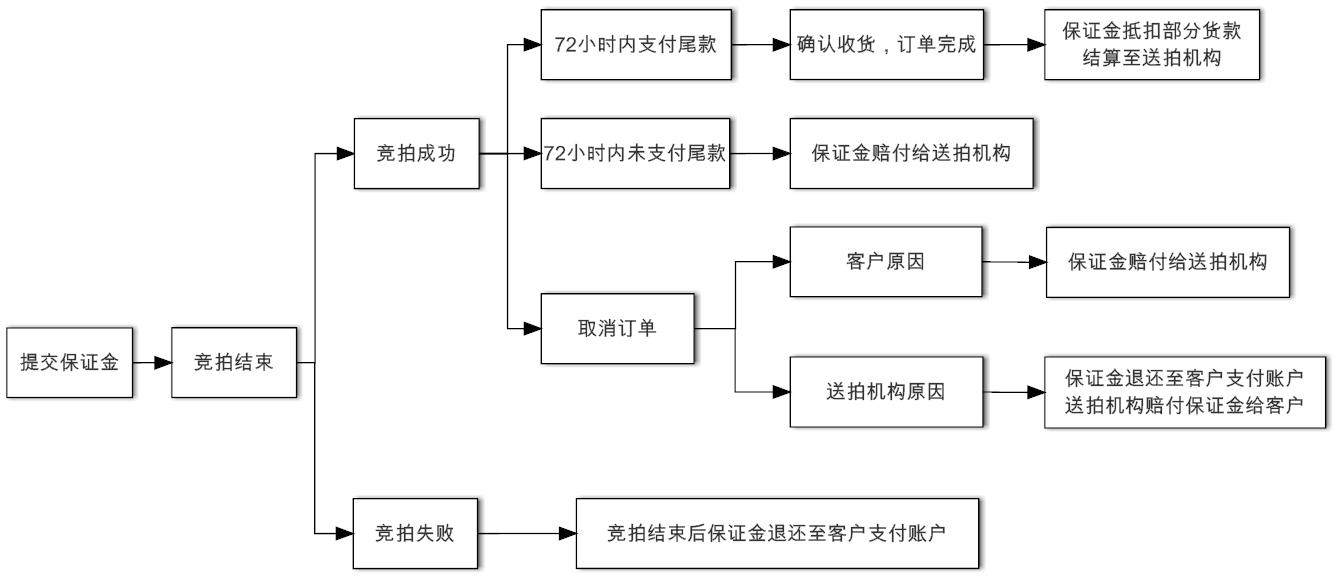 72小时内支付尾款
确认收货，订单完成
保证金抵扣部分货款
结算至送拍机构
竞拍成功
72小时内未支付尾款
保证金赔付给送拍机构
客户原因
保证金赔付给送拍机构
取消订单
提交保证金
竞拍结束
送拍机构原因
保证金退还至客户支付账户
送拍机构赔付保证金给客户
竞拍失败
竞拍结束后保证金退还至客户支付账户